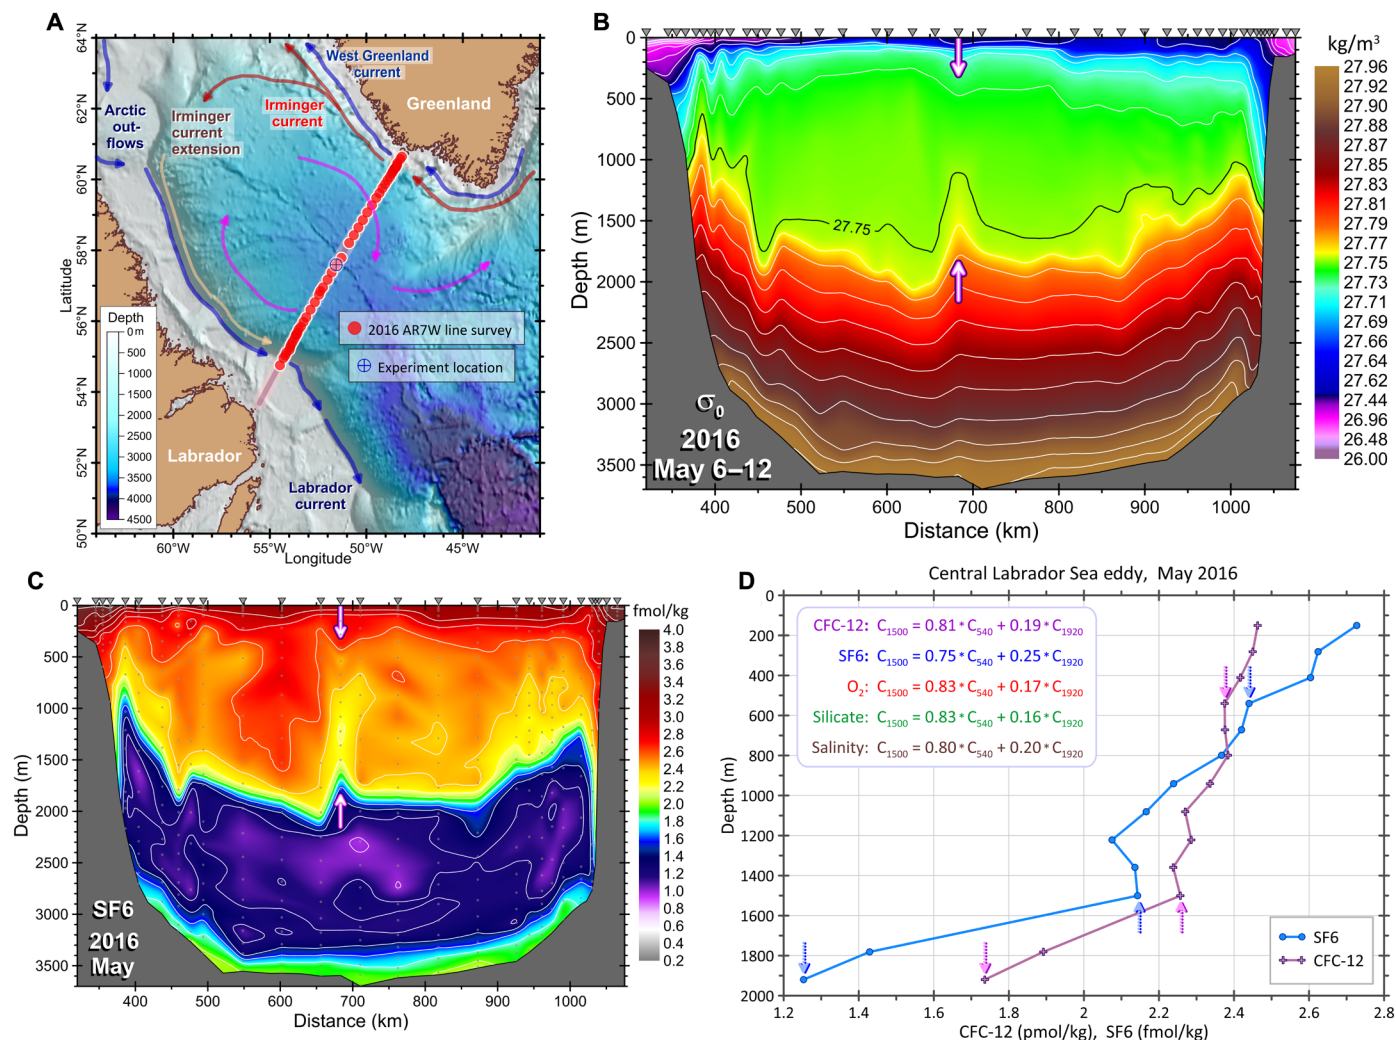 A
64°N
62°N
60°N
58°N
56°N
54°N
52°N
50°N
Latitude
60°W
55°W
50°W
45°W
Longitude
West Greenland
current
Greenland
Arctic
out-
flows
Irminger
current
extension
Irminger
current
Depth
0 m
500
1000
1500
2000
2500
3000
3500
4000
4500
2016 AR7W line survey
Experiment location
Labrador
Labrador
current
B
0
500
1000
1500
2000
2500
3000
3500
Depth (m)
27.75
σ0
2016
May 6–12
400
500
600
700
800
900
1000
Distance (km)
kg/m³
27.96
27.92
27.90
27.88
27.85
27.83
27.81
27.79
27.77
27.75
27.73
27.71
27.68
27.66
27.64
27.62
27.44
26.96
26.48
26.00
C
0
500
1000
1500
2000
2500
3000
3500
Depth (m)
SF6
2016
May
400
500
600
700
800
900
1000
Distance (km)
fmol/kg
4.0
3.8
3.6
3.4
3.2
3.0
2.8
2.6
2.4
2.2
2.0
1.8
1.6
1.4
1.2
1.0
0.8
0.6
0.4
0.2
D
Central Labrador Sea eddy, May 2016
0
200
400
600
800
1000
1200
1400
1600
1800
2000
Depth (m)
CFC-12: C1500 = 0.81*C540 + 0.19*C1920
SF6: C1500 = 0.75*C540 + 0.25*C1920
O2: C1500 = 0.83*C540 + 0.17*C1920
Silicate: C1500 = 0.83*C540 + 0.16*C1920
Salinity: C1500 = 0.80*C540 + 0.20*C1920
SF6
CFC-12
1.2
1.4
1.6
1.8
2
2.2
2.4
2.6
2.8
CFC-12 (pmol/kg), SF6 (fmol/kg)